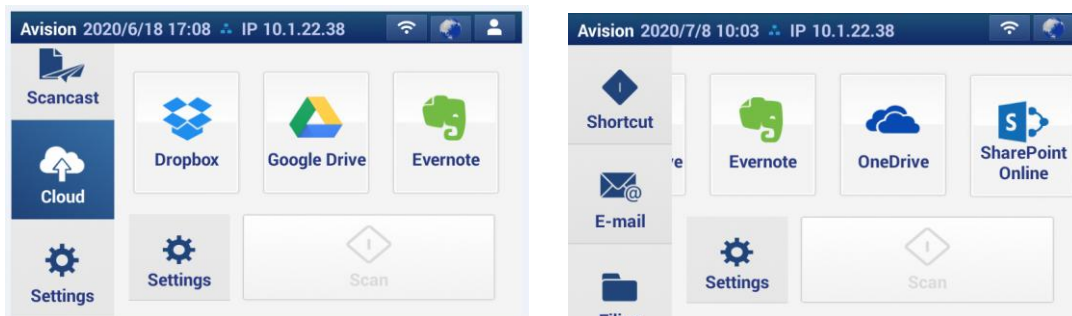 Avision 2020/6/18 17:08 IP 10.1.22.38
Scancast
Cloud
Settings
Dropbox
Google Drive
Evernote
Settings
Scan
Avision 2020/7/8 10:03 IP 10.1.22.38
Shortcut
E-mail
ve
Evernote
OneDrive
S
SharePoint
Online
Settings
Scan